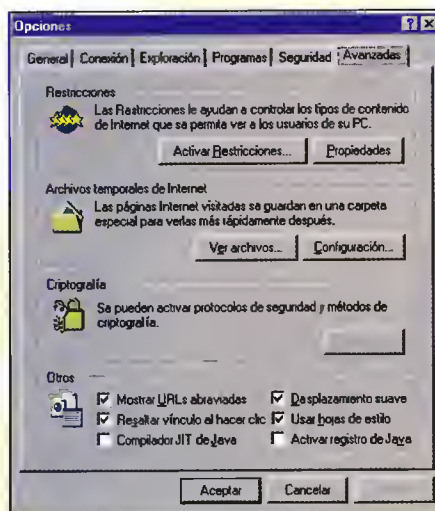 Opciones
General Conexión Exploración Programas Seguridad Avanzadas
Restricciones
Las Restricciones le ayudan a controlar los tipos de contenido
de Internet que se permita ver a los usuarios de su PC.
Activar Restricciones... Propiedades
Archivos temporales de Internet
Las páginas Internet visitadas se guardan en una carpeta
especial para verlas más rápidamente después.
Ver archivos... Configuración...
Criptografía
Se pueden activar protocolos de seguridad y métodos de
criptografía.
Otros
Mostrar URLs abreviadas Desplazamiento suave
Resaltar vínculo al hacer clic Usar hojas de estilo
Compilador JIT de Java Activar registro de Java
Aceptar Cancelar